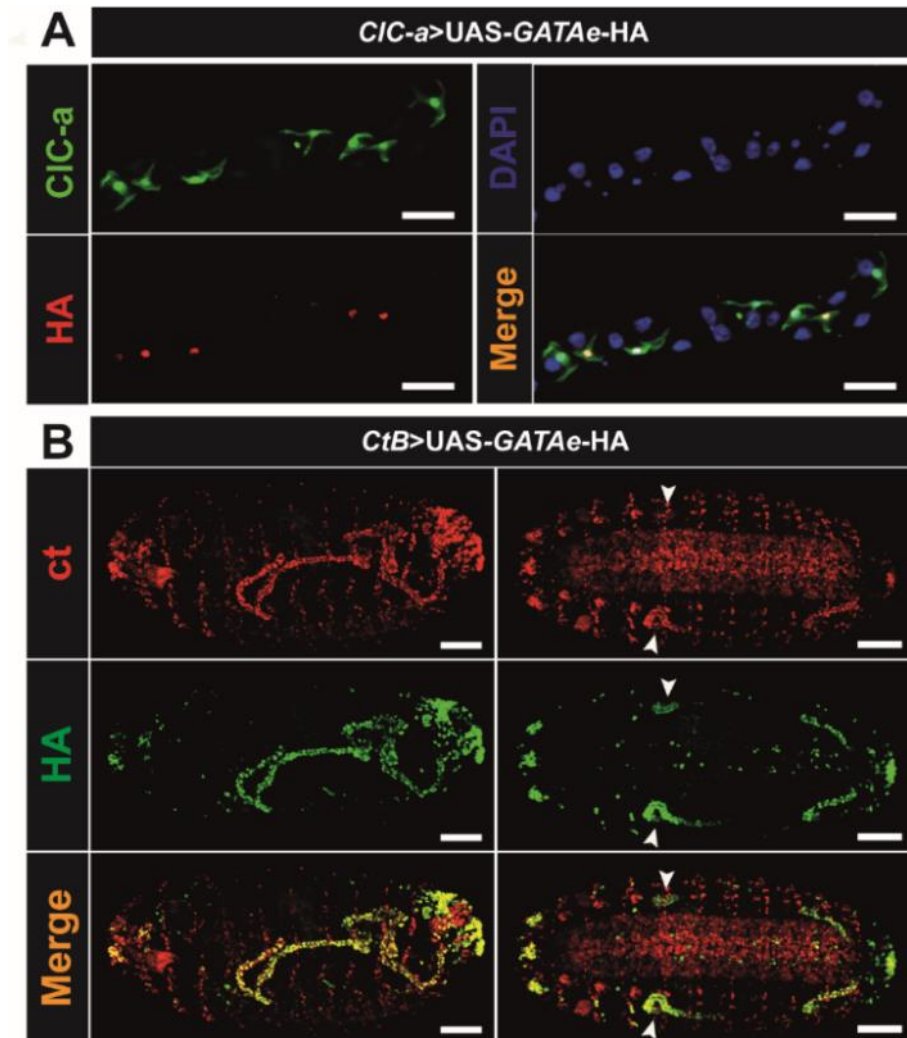 A
ClC-a>UAS-GATAe-HA
ClC-a
DAPI
HA
Merge
B
CtB>UAS-GATAe-HA
ct
HA
Merge